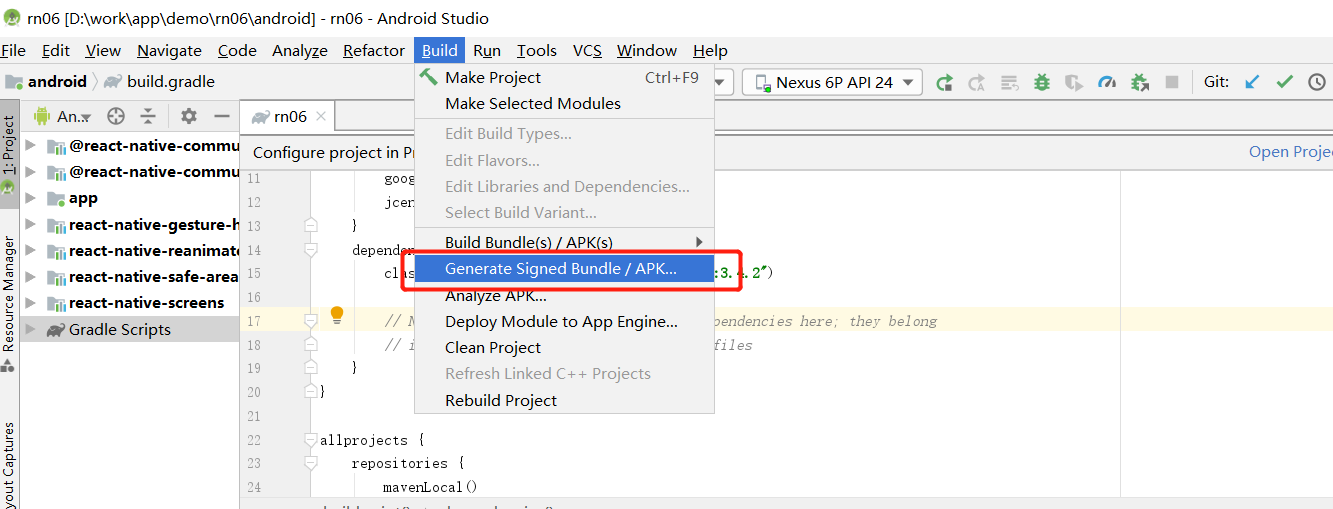 rn06 [D:\work\app\demo\rn06\android] - rn06 - Android Studio
File Edit View Navigate Code Analyze Refactor Build Run Tools VCS Window Help
android build.gradle Nexus 6P API 24 Git:
An... rn06
Make Project Ctrl+F9
Make Selected Modules
Edit Build Types...
Edit Flavors...
Edit Libraries and Dependencies...
Select Build Variant...
Build Bundle(s) / APK(s)
Generate Signed Bundle / APK...
Analyze APK...
Deploy Module to App Engine...
Clean Project
Refresh Linked C++ Projects
Rebuild Project
1: Project
Resource Manager
yout Captures
@react-native-commu
@react-native-commu
app
react-native-gesture-h
react-native-reanimate
react-native-safe-area
react-native-screens
Gradle Scripts
Configure project in Pr Open Projec
11 goog
12 jcen
13 }
14 dependen
15 clas :3.4.2")
16
17 // N pendencies here; they belong
18 // i files
19 }
20 }
21
22 allprojects {
23 repositories {
24 mavenLocal()